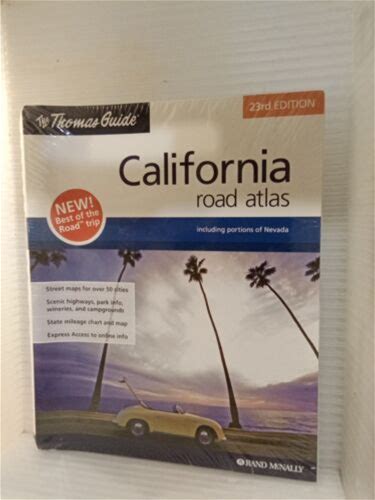 The Thomas Guide®
23rd EDITION
California
road atlas
NEW!
Best of the
Road™ trip
including portions of Nevada
Street maps for over 50 cities
Scenic highways, park info,
wineries, and campgrounds
State mileage chart and map
Express Access to online info
RAND MCNALLY